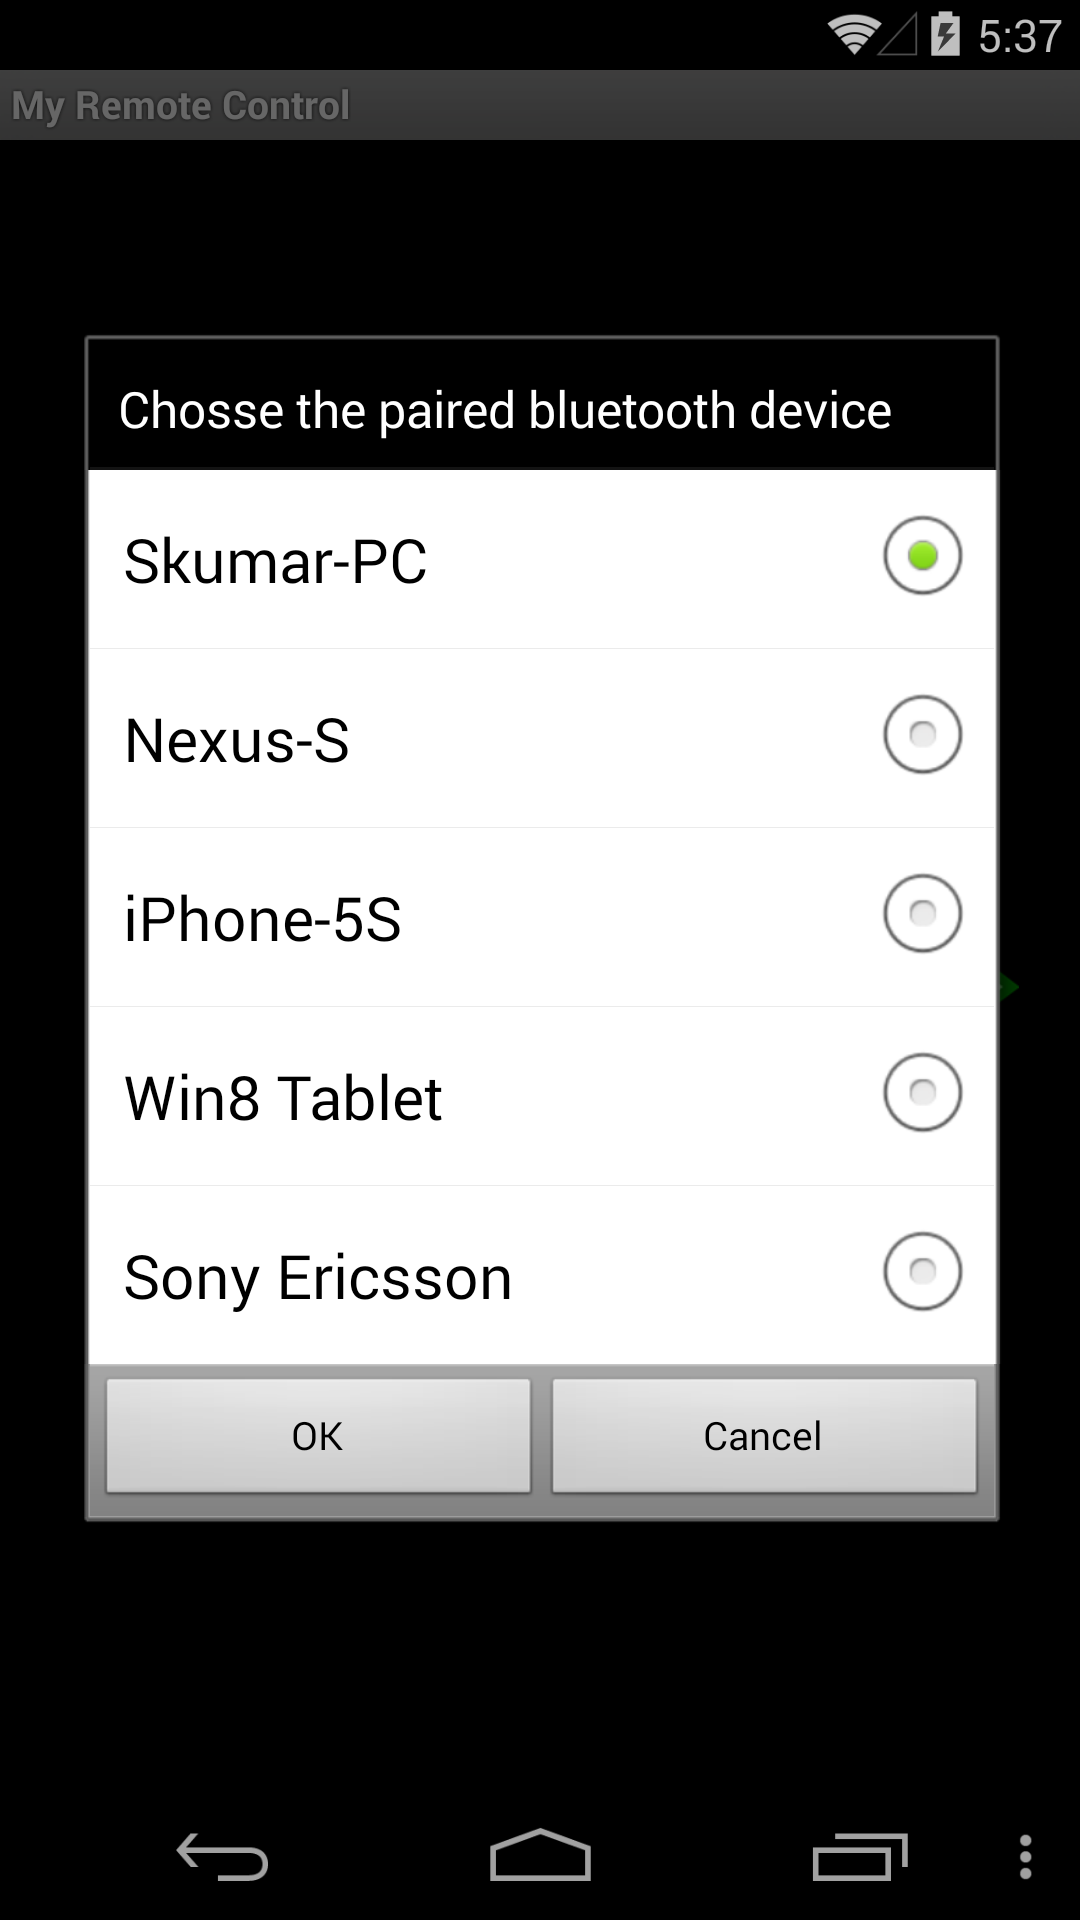 5:37
My Remote Control
Chosse the paired bluetooth device
Skumar-PC
Nexus-S
iPhone-5S
Win8 Tablet
Sony Ericsson
OK
Cancel